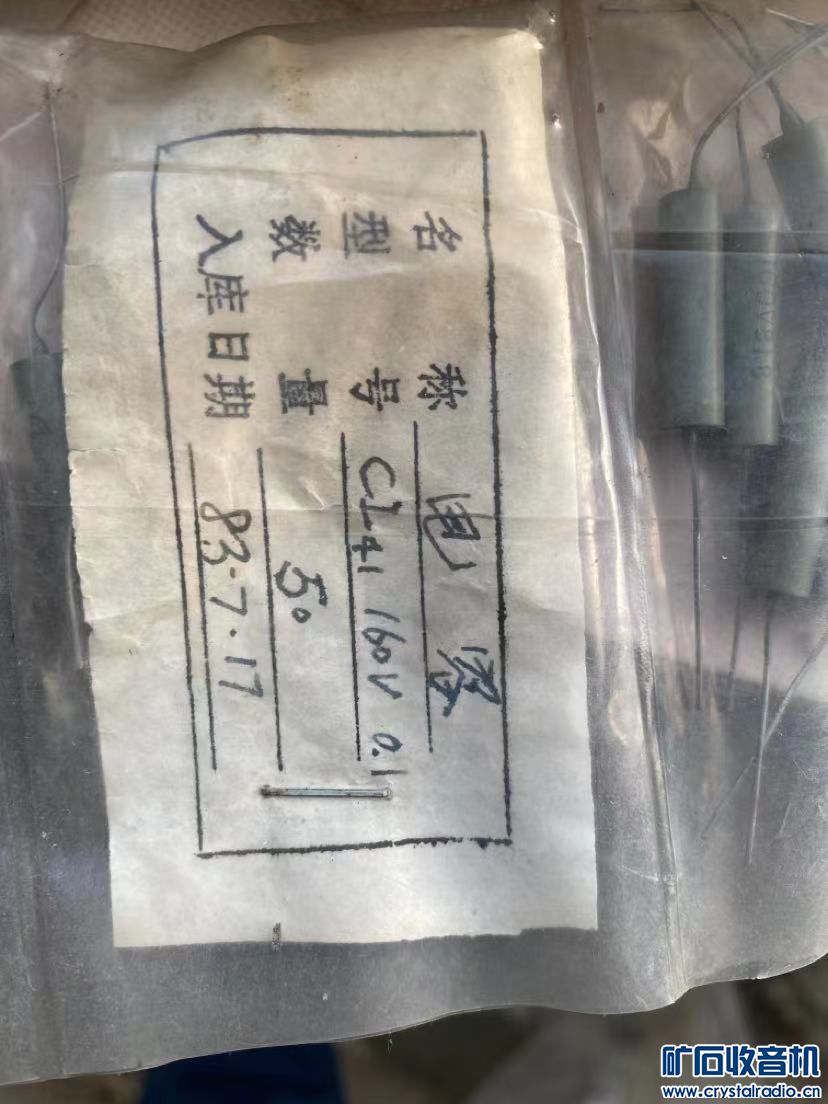 名称 电容
型号 CL41 160V 0.1
数量 50
入库日期 83.7.17
矿石收音机
www.crystalradio.cn